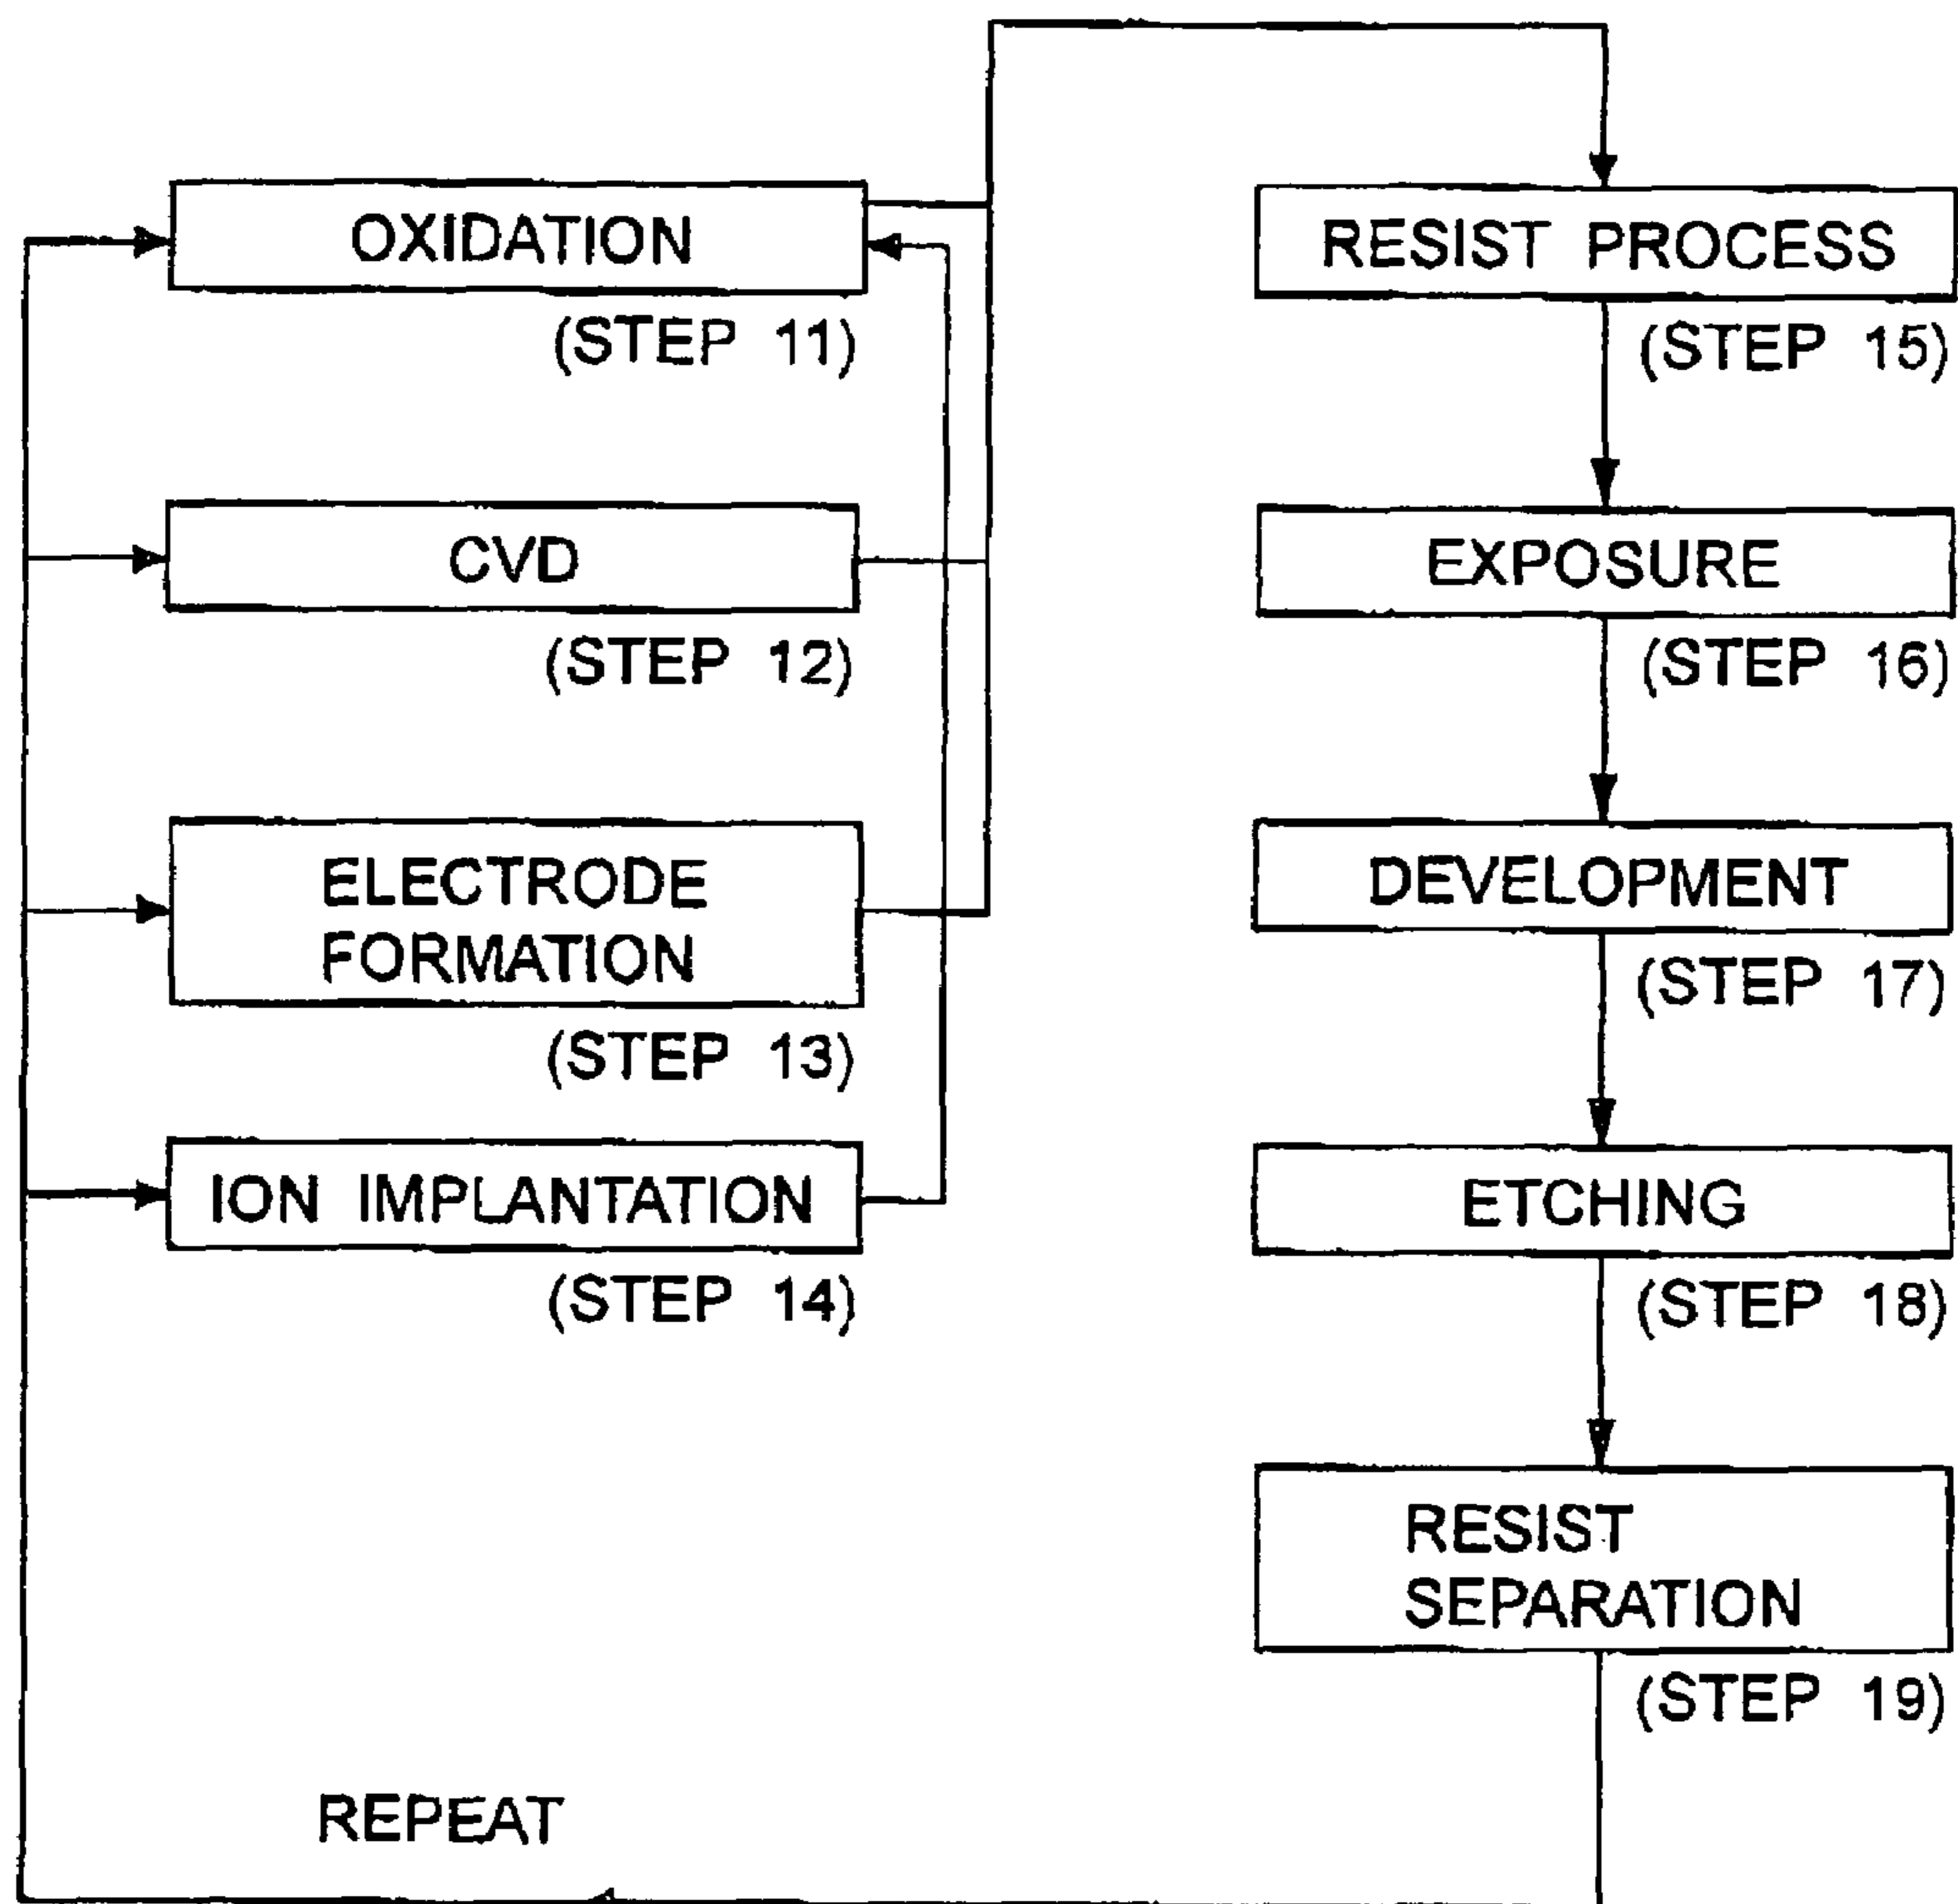 OXIDATION
(STEP 11)
CVD
(STEP 12)
ELECTRODE
FORMATION
(STEP 13)
ION IMPLANTATION
(STEP 14)
RESIST PROCESS
(STEP 15)
EXPOSURE
(STEP 16)
DEVELOPMENT
(STEP 17)
ETCHING
(STEP 18)
RESIST
SEPARATION
(STEP 19)
REPEAT